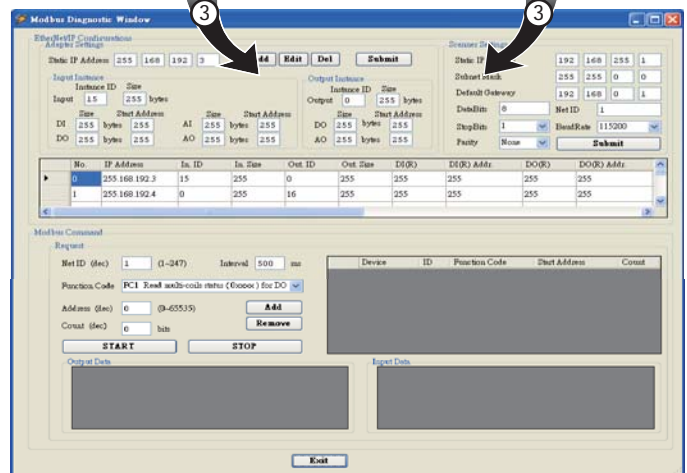 Modbus Diagnostic Window
3 3
EtherNet/IP Configurations
Adapter Settings
Static IP Address 255 168 192 3 Edit Del Submit
Input Instance
Instance ID Size
Input 15 255 bytes
Size Start Address Size Start Address
DI 255 bytes 255 AI 255 bytes 255
DO 255 bytes 255 AO 255 bytes 255
Output Instance
Instance ID Size
Output 0 255 bytes
Size Start Address
DO 255 bytes 255
AO 255 bytes 255
Scanner Settings
Static IP 192 168 255 1
Subnet Mask 255 255 0 0
Default Gateway 192 168 0 1
DataBits 8 Net ID 1
StopBits 1 BaudRate 115200
Parity None Submit
No. IP Address In. ID In. Size Out. ID Out. Size DI(R) DI(R) Addr. DO(R) DO(R) Addr.
0 255.168.192.3 15 255 0 255 255 255 255 255
1 255.168.192.4 0 255 16 255 255 255 255 255
Modbus Command
Request
Net ID (dec) 1 (1~247) Interval 500 ms
Function Code FC1 Read multi-coils status (0xxxx) for DO
Address (dec) 0 (0~65535) Add
Count (dec) 0 bits Remove
START STOP
Device ID Function Code Start Address Count
Output Data
Input Data
Exit